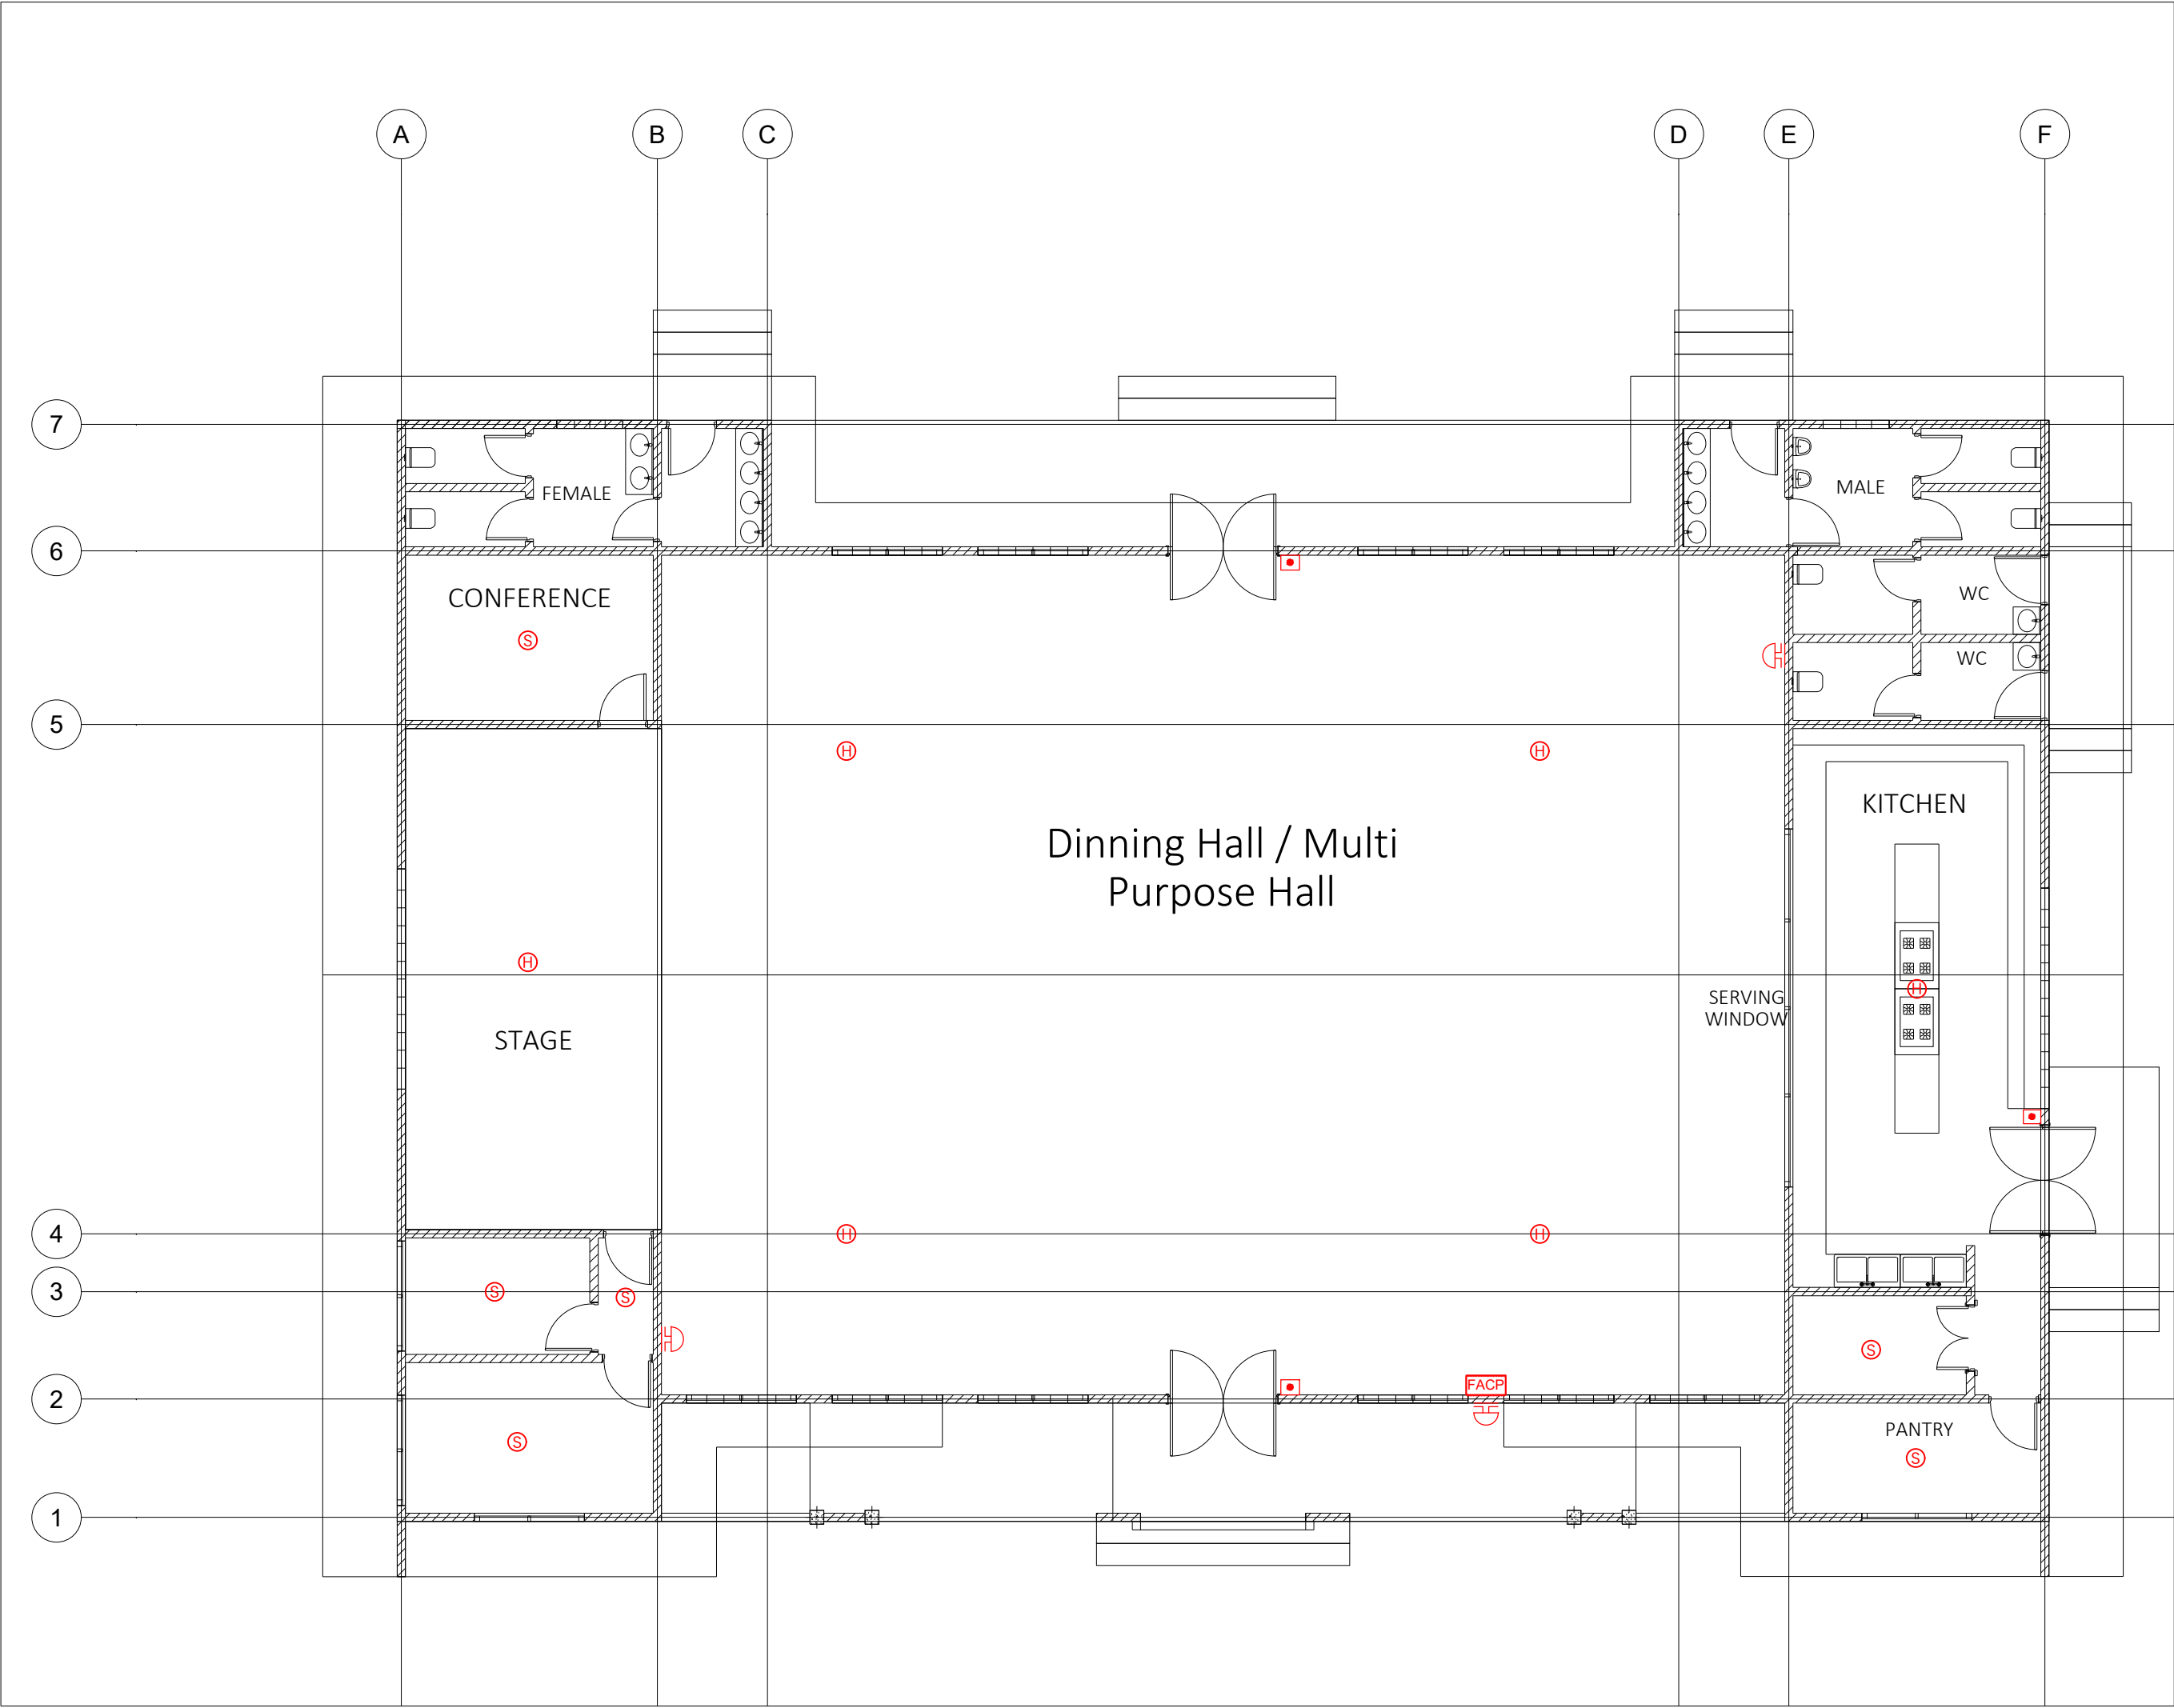 A
B
C
D
E
F
7
FEMALE
MALE
6
CONFERENCE
WC
S
WC
5
H
H
KITCHEN
Dinning Hall / Multi
Purpose Hall
H
H
SERVING
WINDOW
STAGE
4
H
H
3
S
S
S
FACP
2
PANTRY
S
S
1